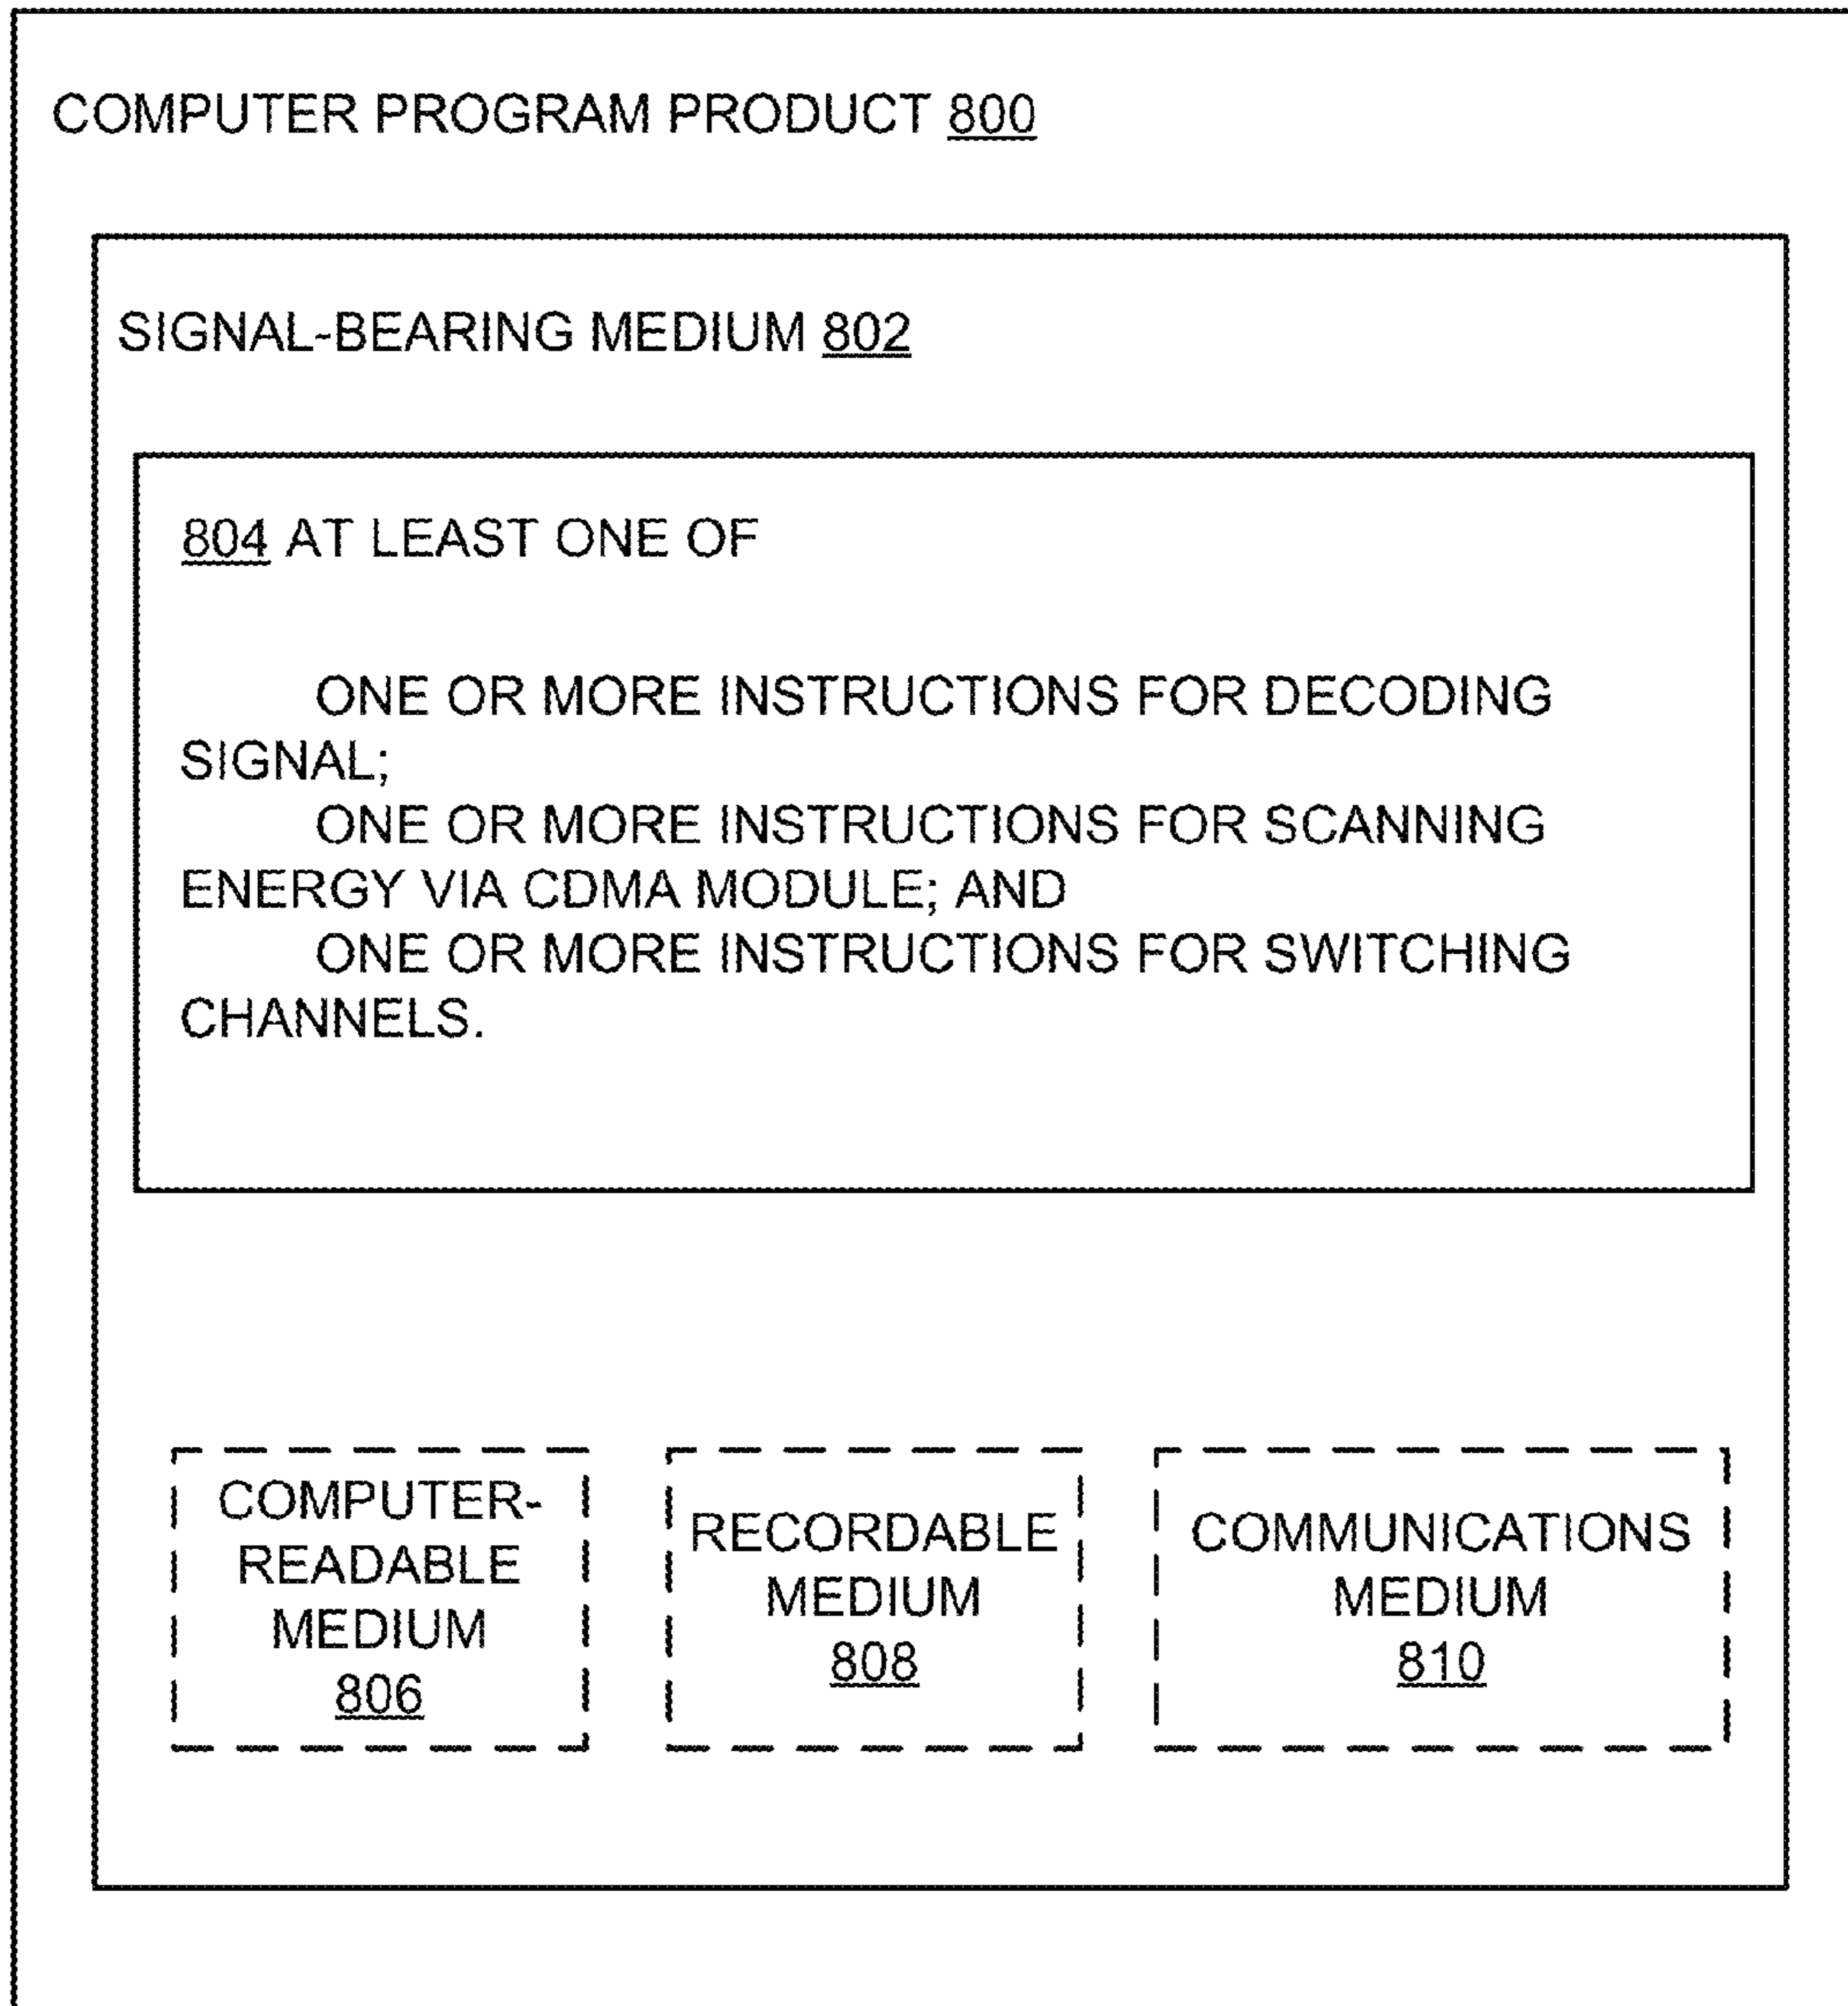 COMPUTER PROGRAM PRODUCT 800
SIGNAL-BEARING MEDIUM 802
804 AT LEAST ONE OF
ONE OR MORE INSTRUCTIONS FOR DECODING
SIGNAL;
ONE OR MORE INSTRUCTIONS FOR SCANNING
ENERGY VIA CDMA MODULE; AND
ONE OR MORE INSTRUCTIONS FOR SWITCHING
CHANNELS.
COMPUTER-
READABLE
MEDIUM
806
RECORDABLE
MEDIUM
808
COMMUNICATIONS
MEDIUM
810